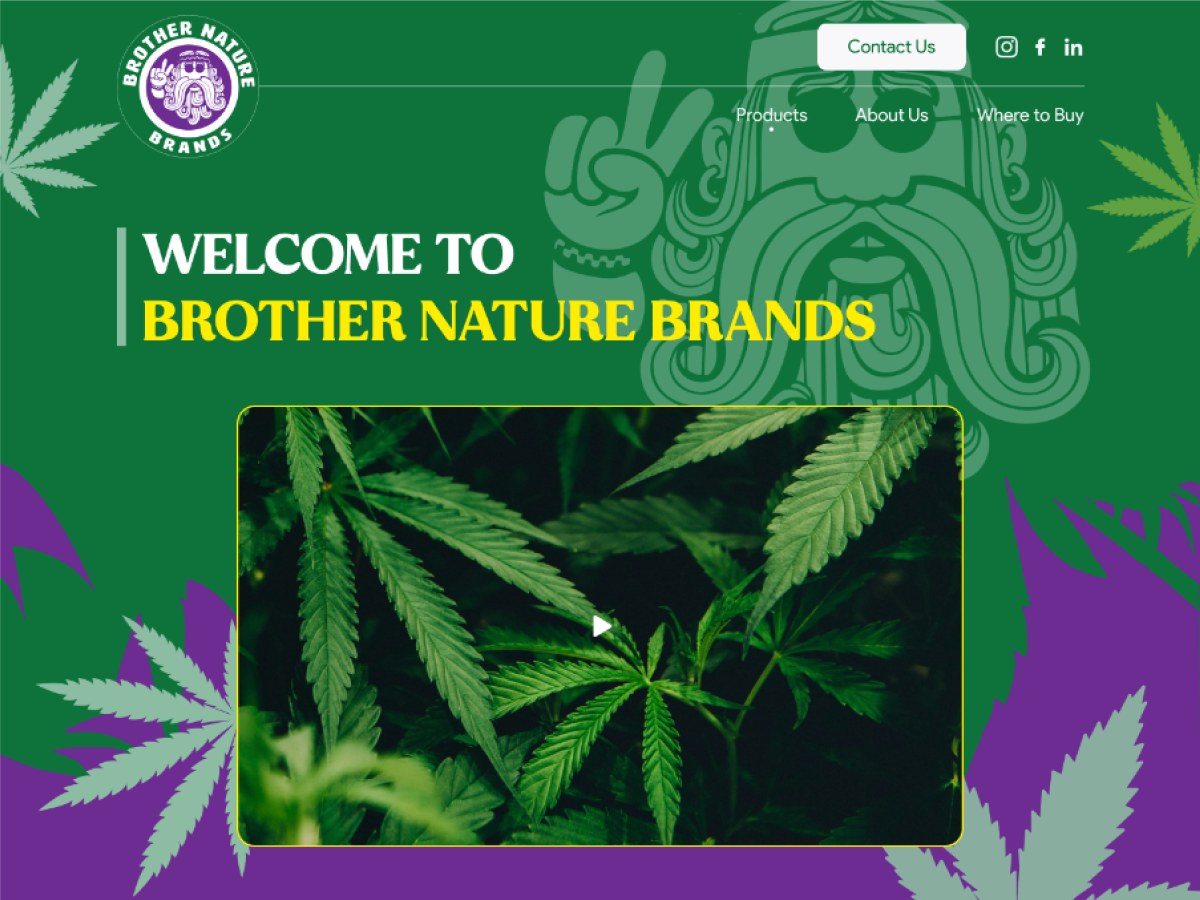 BROTHER NATURE
BRANDS
Contact Us
Products
About Us
Where to Buy
WELCOME TO
BROTHER NATURE BRANDS